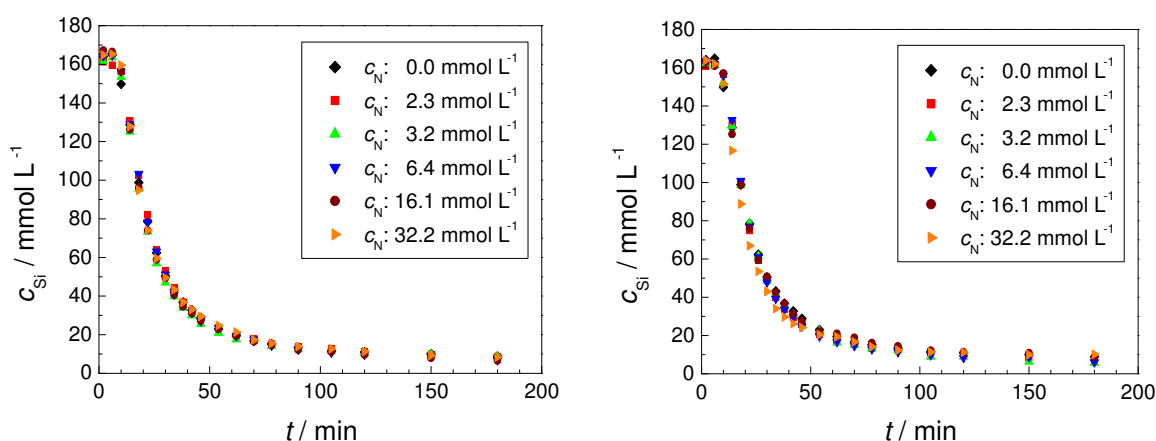 180
160
140
120
100
80
60
40
20
0
c_Si / mmol L⁻¹
c_N: 0.0 mmol L⁻¹
c_N: 2.3 mmol L⁻¹
c_N: 3.2 mmol L⁻¹
c_N: 6.4 mmol L⁻¹
c_N: 16.1 mmol L⁻¹
c_N: 32.2 mmol L⁻¹
0 50 100 150 200
t / min
180
160
140
120
100
80
60
40
20
0
c_Si / mmol L⁻¹
c_N: 0.0 mmol L⁻¹
c_N: 2.3 mmol L⁻¹
c_N: 3.2 mmol L⁻¹
c_N: 6.4 mmol L⁻¹
c_N: 16.1 mmol L⁻¹
c_N: 32.2 mmol L⁻¹
0 50 100 150 200
t / min